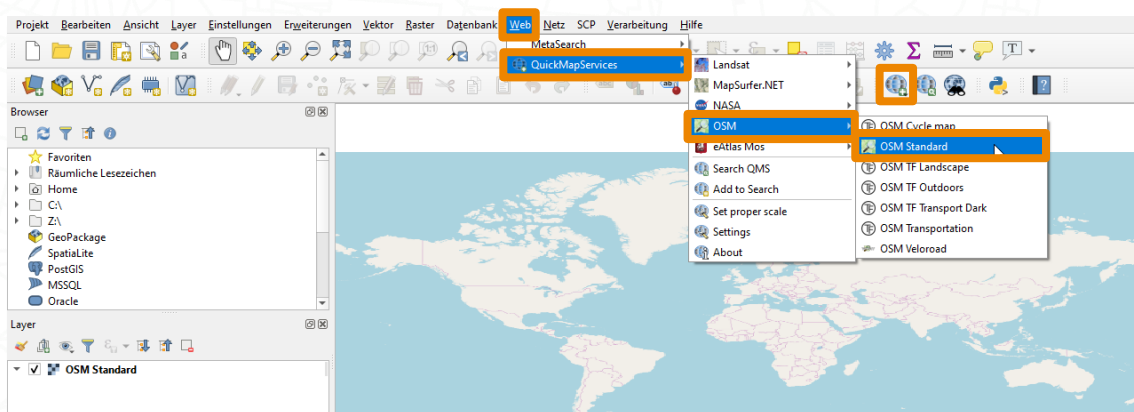 Projekt Bearbeiten Ansicht Layer Einstellungen Erweiterungen Vektor Raster Datenbank Web Netz SCP Verarbeitung Hilfe
MetaSearch
QuickMapServices
Landsat
MapSurfer.NET
NASA
OSM
eAtlas Mos
Search QMS
Add to Search
Set proper scale
Settings
About
OSM Cycle map
OSM Standard
OSM TF Landscape
OSM TF Outdoors
OSM TF Transport Dark
OSM Transportation
OSM Veloroad
Browser
Favoriten
Räumliche Lesezeichen
Home
C:\
Z:\
GeoPackage
SpatiaLite
PostGIS
MSSQL
Oracle
Layer
OSM Standard